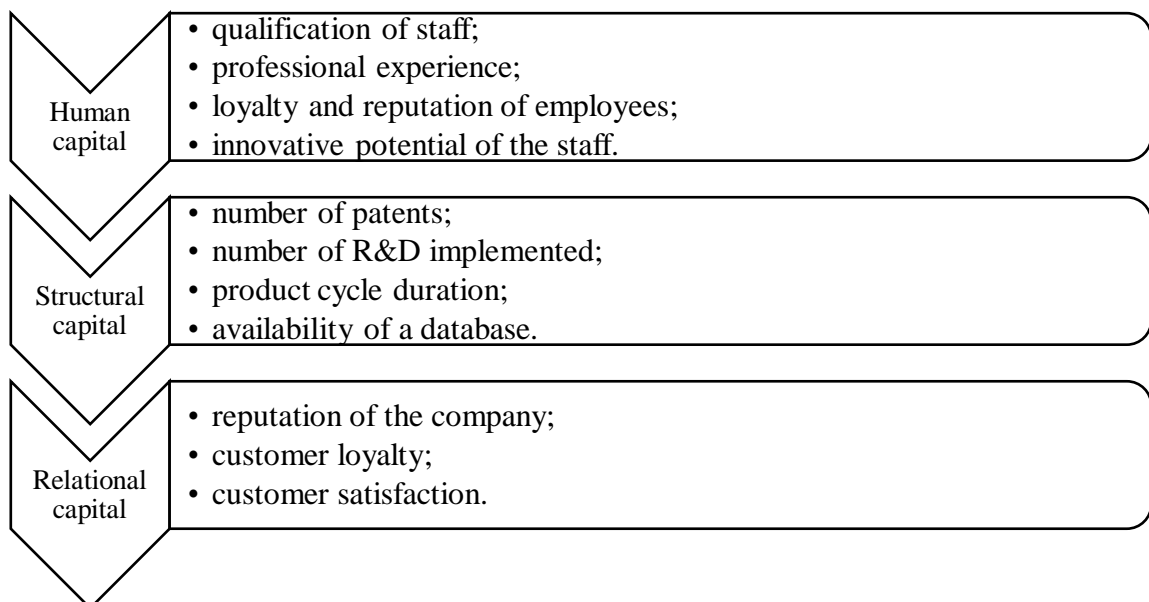 Human
capital
• qualification of staff;
• professional experience;
• loyalty and reputation of employees;
• innovative potential of the staff.
Structural
capital
• number of patents;
• number of R&D implemented;
• product cycle duration;
• availability of a database.
Relational
capital
• reputation of the company;
• customer loyalty;
• customer satisfaction.